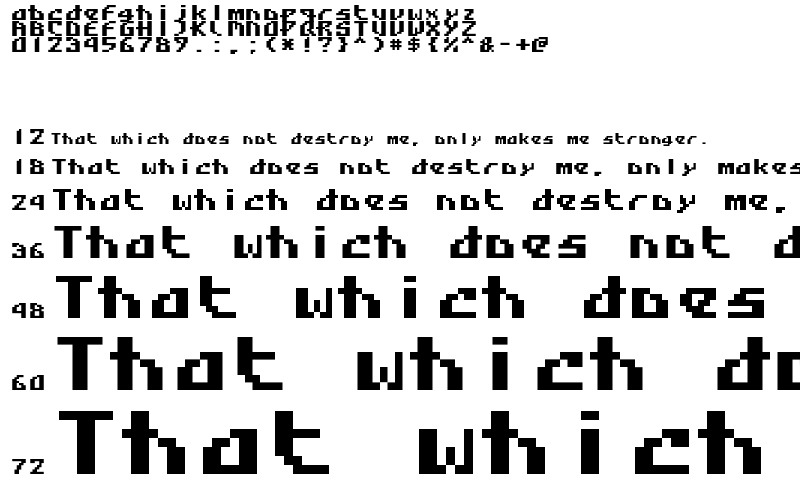 abcdefghijklmnopqrstuvwxyz
ABCDEFGHIJKLMNOPQRSTUVWXYZ
0123456789.:,;(*!?}^)#${%^&-+@
12 That which does not destroy me, only makes me stronger.
18 That which does not destroy me, only makes
24 That which does not destroy me,
36 That which does not d
48 That which does
60 That which do
72 That which